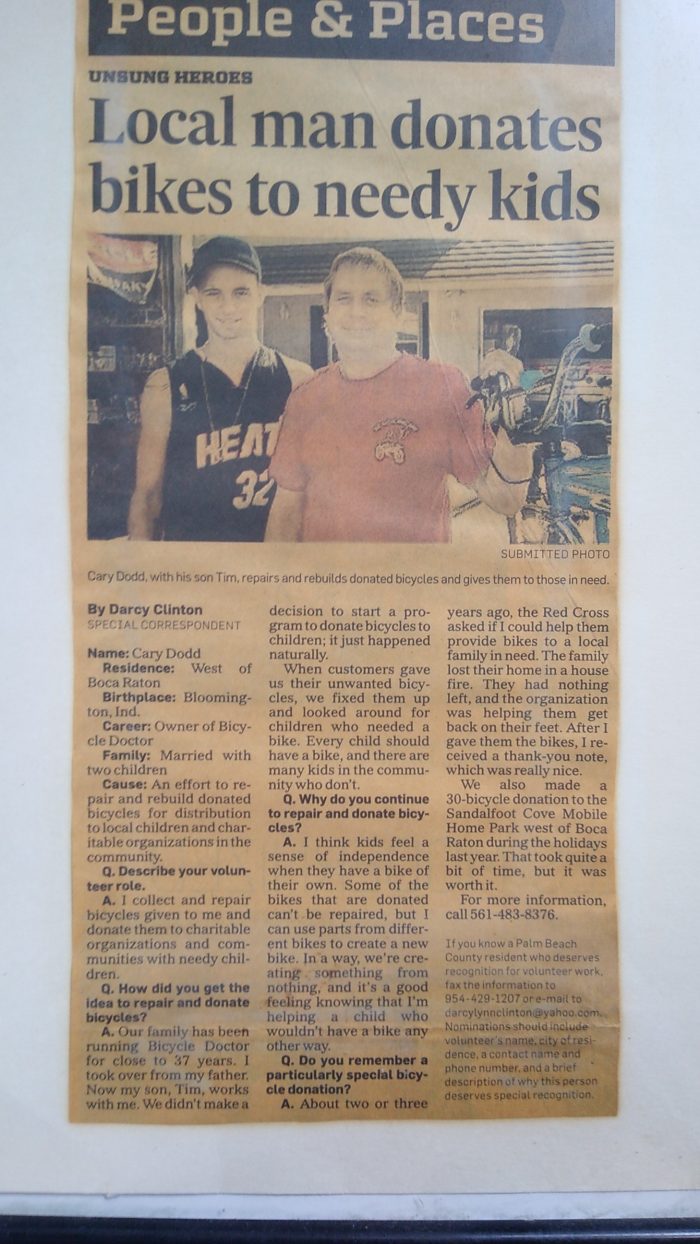 People & Places
UNSUNG HEROES
Local man donates
bikes to needy kids
HEAT
32
SUBMITTED PHOTO
Cary Dodd, with his son Tim, repairs and rebuilds donated bicycles and gives them to those in need.
By Darcy Clinton
SPECIAL CORRESPONDENT
Name: Cary Dodd
Residence: West of
Boca Raton
Birthplace: Blooming-
ton, Ind.
Career: Owner of Bicy-
cle Doctor
Family: Married with
two children
Cause: An effort to re-
pair and rebuild donated
bicycles for distribution
to local children and char-
itable organizations in the
community.
Q. Describe your volun-
teer role.
A. I collect and repair
bicycles given to me and
donate them to charitable
organizations and com-
munities with needy chil-
dren.
Q. How did you get the
idea to repair and donate
bicycles?
A. Our family has been
running Bicycle Doctor
for close to 37 years. I
took over from my father.
Now my son, Tim, works
with me. We didn't make a
decision to start a pro-
gram to donate bicycles to
children; it just happened
naturally.
When customers gave
us their unwanted bicy-
cles, we fixed them up
and looked around for
children who needed a
bike. Every child should
have a bike, and there are
many kids in the commu-
nity who don't.
Q. Why do you continue
to repair and donate bicy-
cles?
A. I think kids feel a
sense of independence
when they have a bike of
their own. Some of the
bikes that are donated
can't be repaired, but I
can use parts from differ-
ent bikes to create a new
bike. In a way, we're cre-
ating something from
nothing, and it's a good
feeling knowing that I'm
helping a child who
wouldn't have a bike any
other way.
Q. Do you remember a
particularly special bicy-
cle donation?
A. About two or three
years ago, the Red Cross
asked if I could help them
provide bikes to a local
family in need. The family
lost their home in a house
fire. They had nothing
left, and the organization
was helping them get
back on their feet. After I
gave them the bikes, I re-
ceived a thank-you note,
which was really nice.
We also made a
30-bicycle donation to the
Sandalfoot Cove Mobile
Home Park west of Boca
Raton during the holidays
last year. That took quite a
bit of time, but it was
worth it.
For more information,
call 561-483-8376.
If you know a Palm Beach
County resident who deserves
recognition for volunteer work,
fax the information to
954-429-1207 or e-mail to
darcylynnclinton@yahoo.com.
Nominations should include
volunteer's name, city of resi-
dence, a contact name and
phone number, and a brief
description of why this person
deserves special recognition.